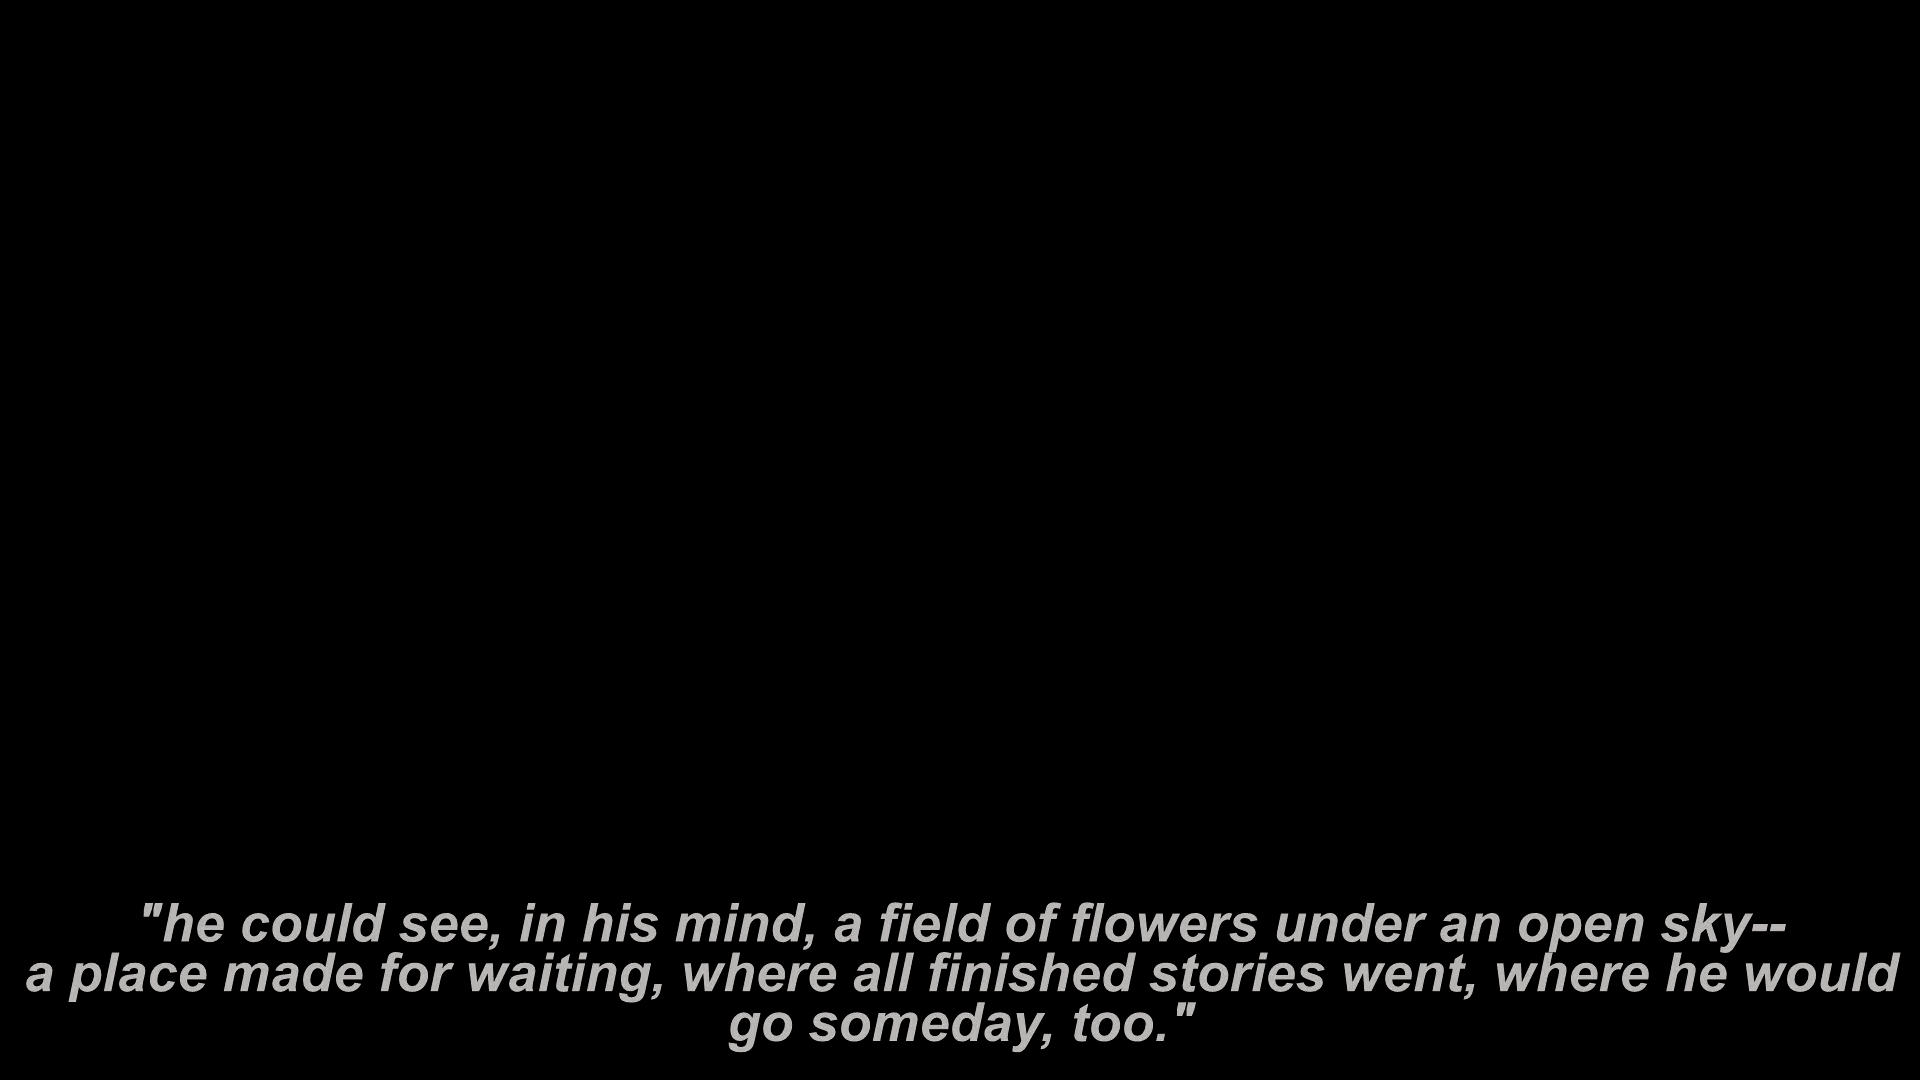 "he could see, in his mind, a field of flowers under an open sky--
a place made for waiting, where all finished stories went, where he would
go someday, too."